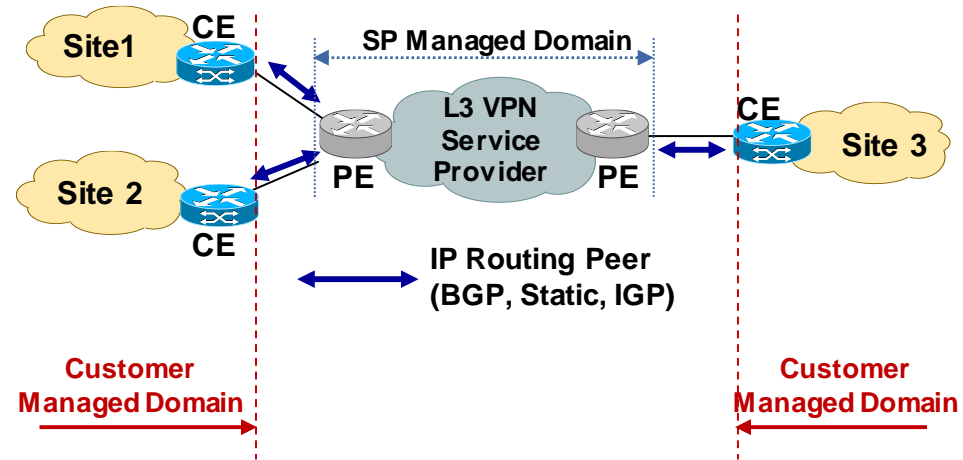 CE
Site1
SP Managed Domain
L3 VPN
Service
Provider
PE
PE
CE
Site 3
Site 2
CE
IP Routing Peer
(BGP, Static, IGP)
Customer
Managed Domain
Customer
Managed Domain